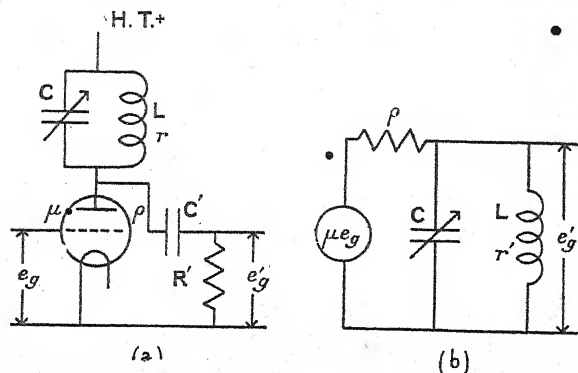 H.T.+
C
L
r
μ
ρ
C'
e_g
R'
e'_g
(a)
ρ
C
L
r'
μe_g
e'_g
(b)